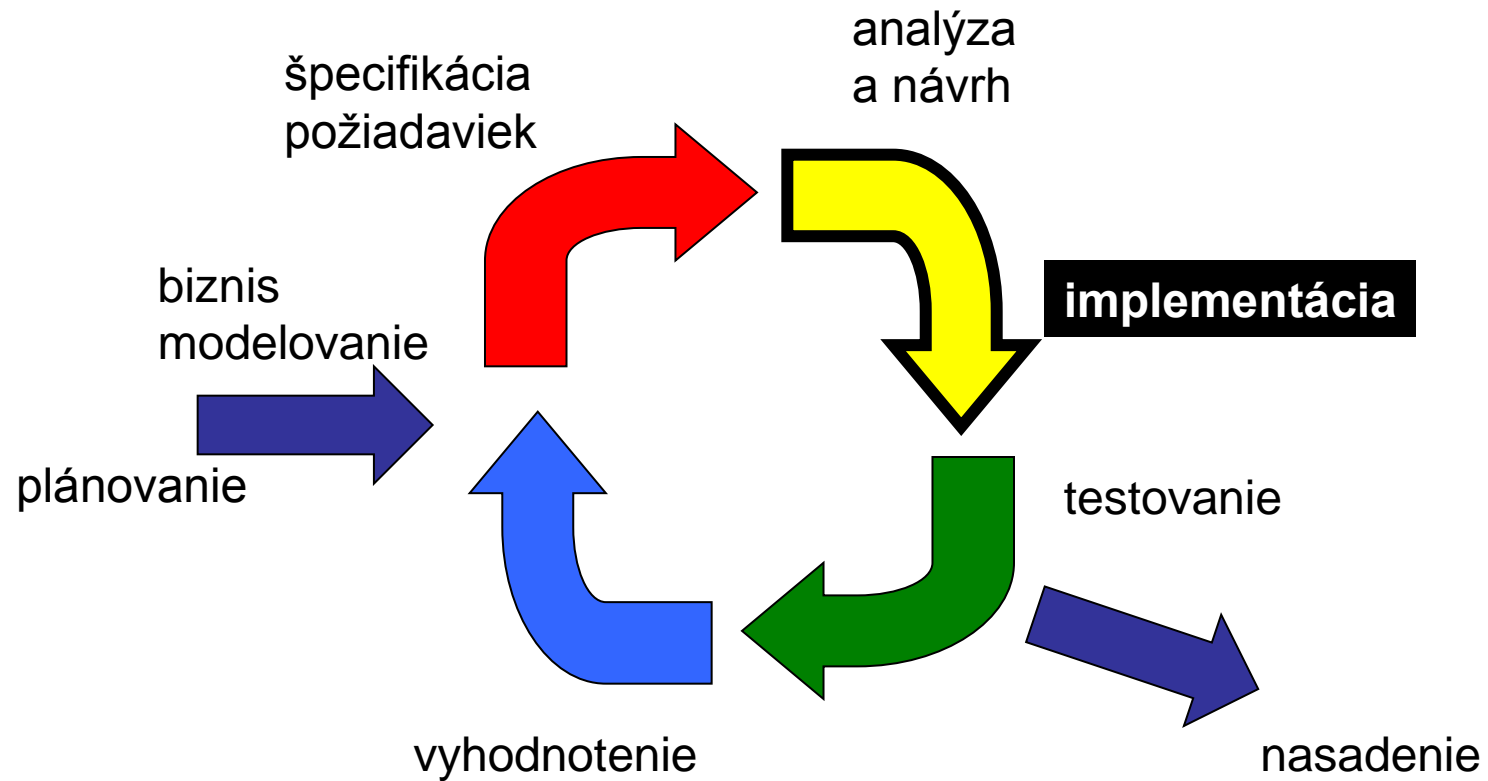 analýza
a návrh
špecifikácia
požiadaviek
implementácia
biznis
modelovanie
plánovanie
testovanie
vyhodnotenie
nasadenie